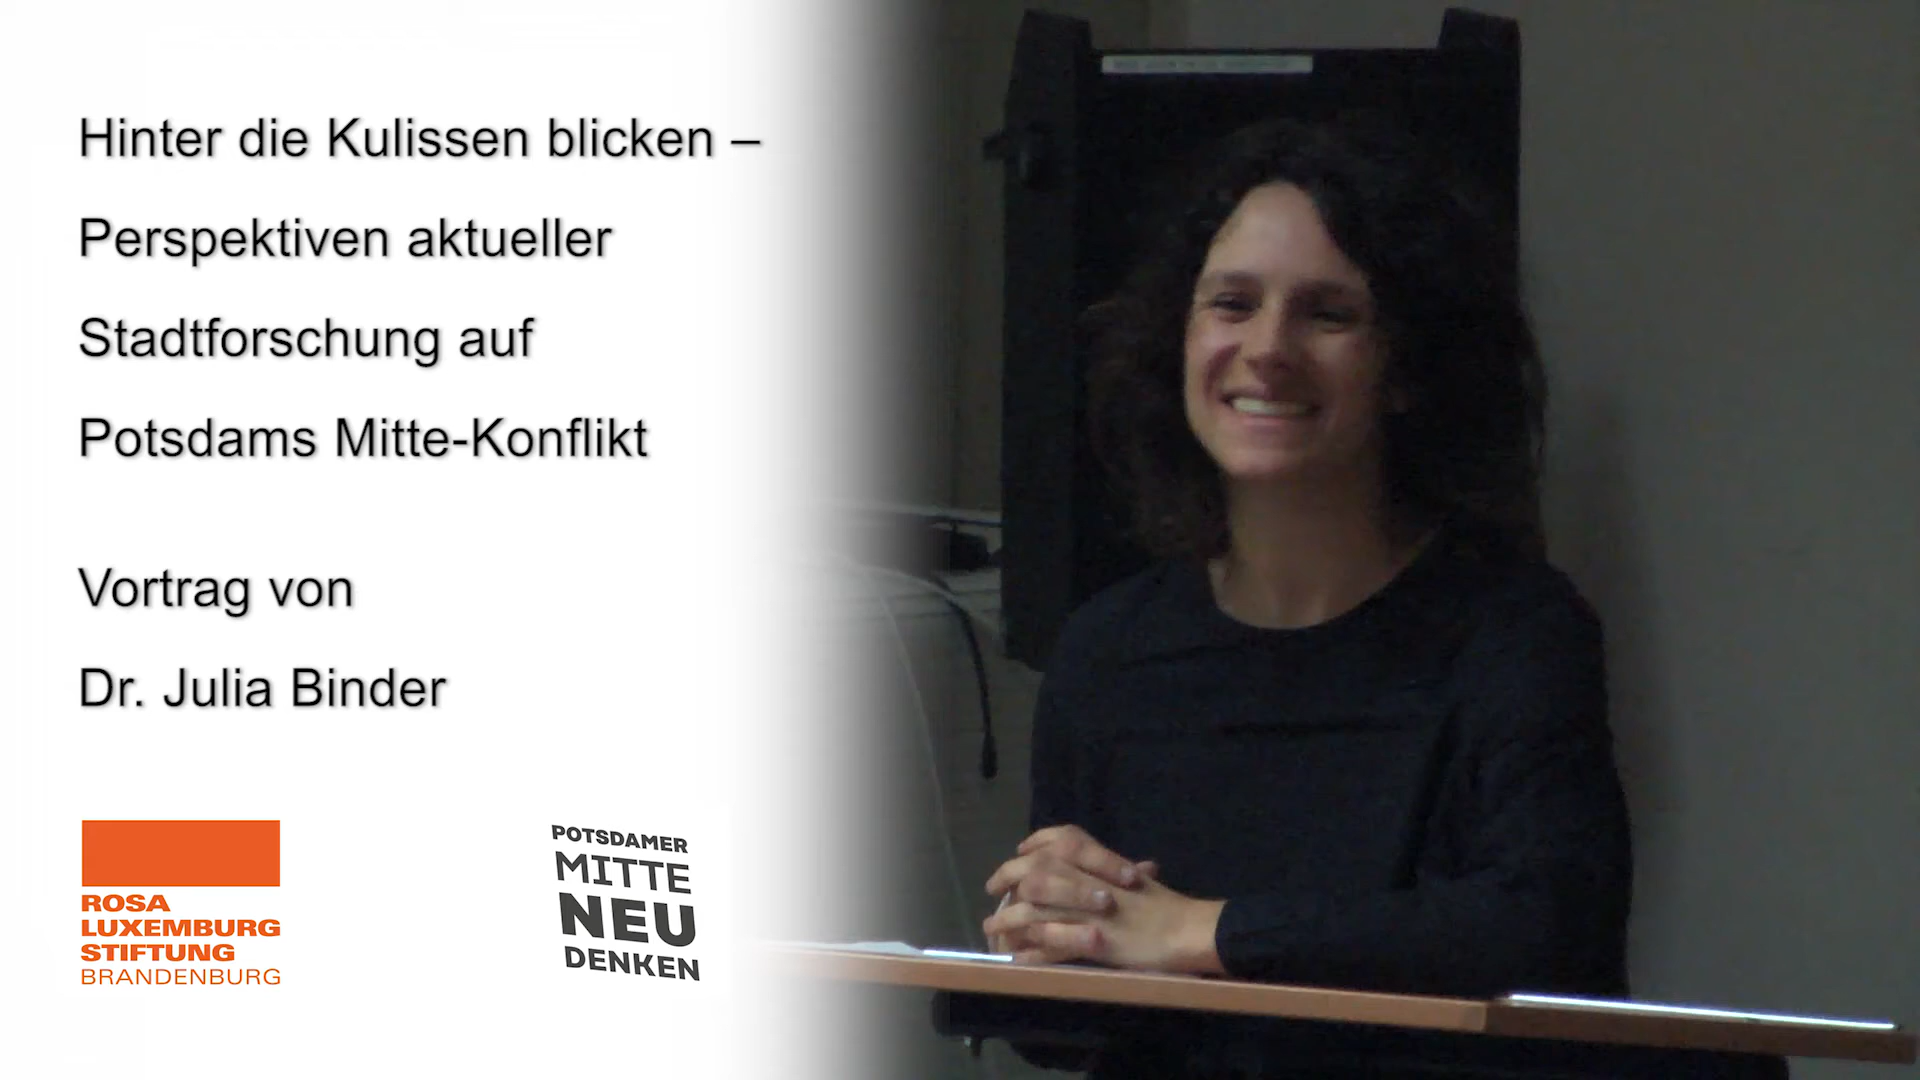 Hinter die Kulissen blicken –
Perspektiven aktueller
Stadtforschung auf
Potsdams Mitte-Konflikt
Vortrag von
Dr. Julia Binder
ROSA
LUXEMBURG
STIFTUNG
BRANDENBURG
POTSDAMER
MITTE
NEU
DENKEN